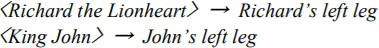 〈Richard the Lionheart〉 → Richard’s left leg
〈King John〉 → John’s left leg